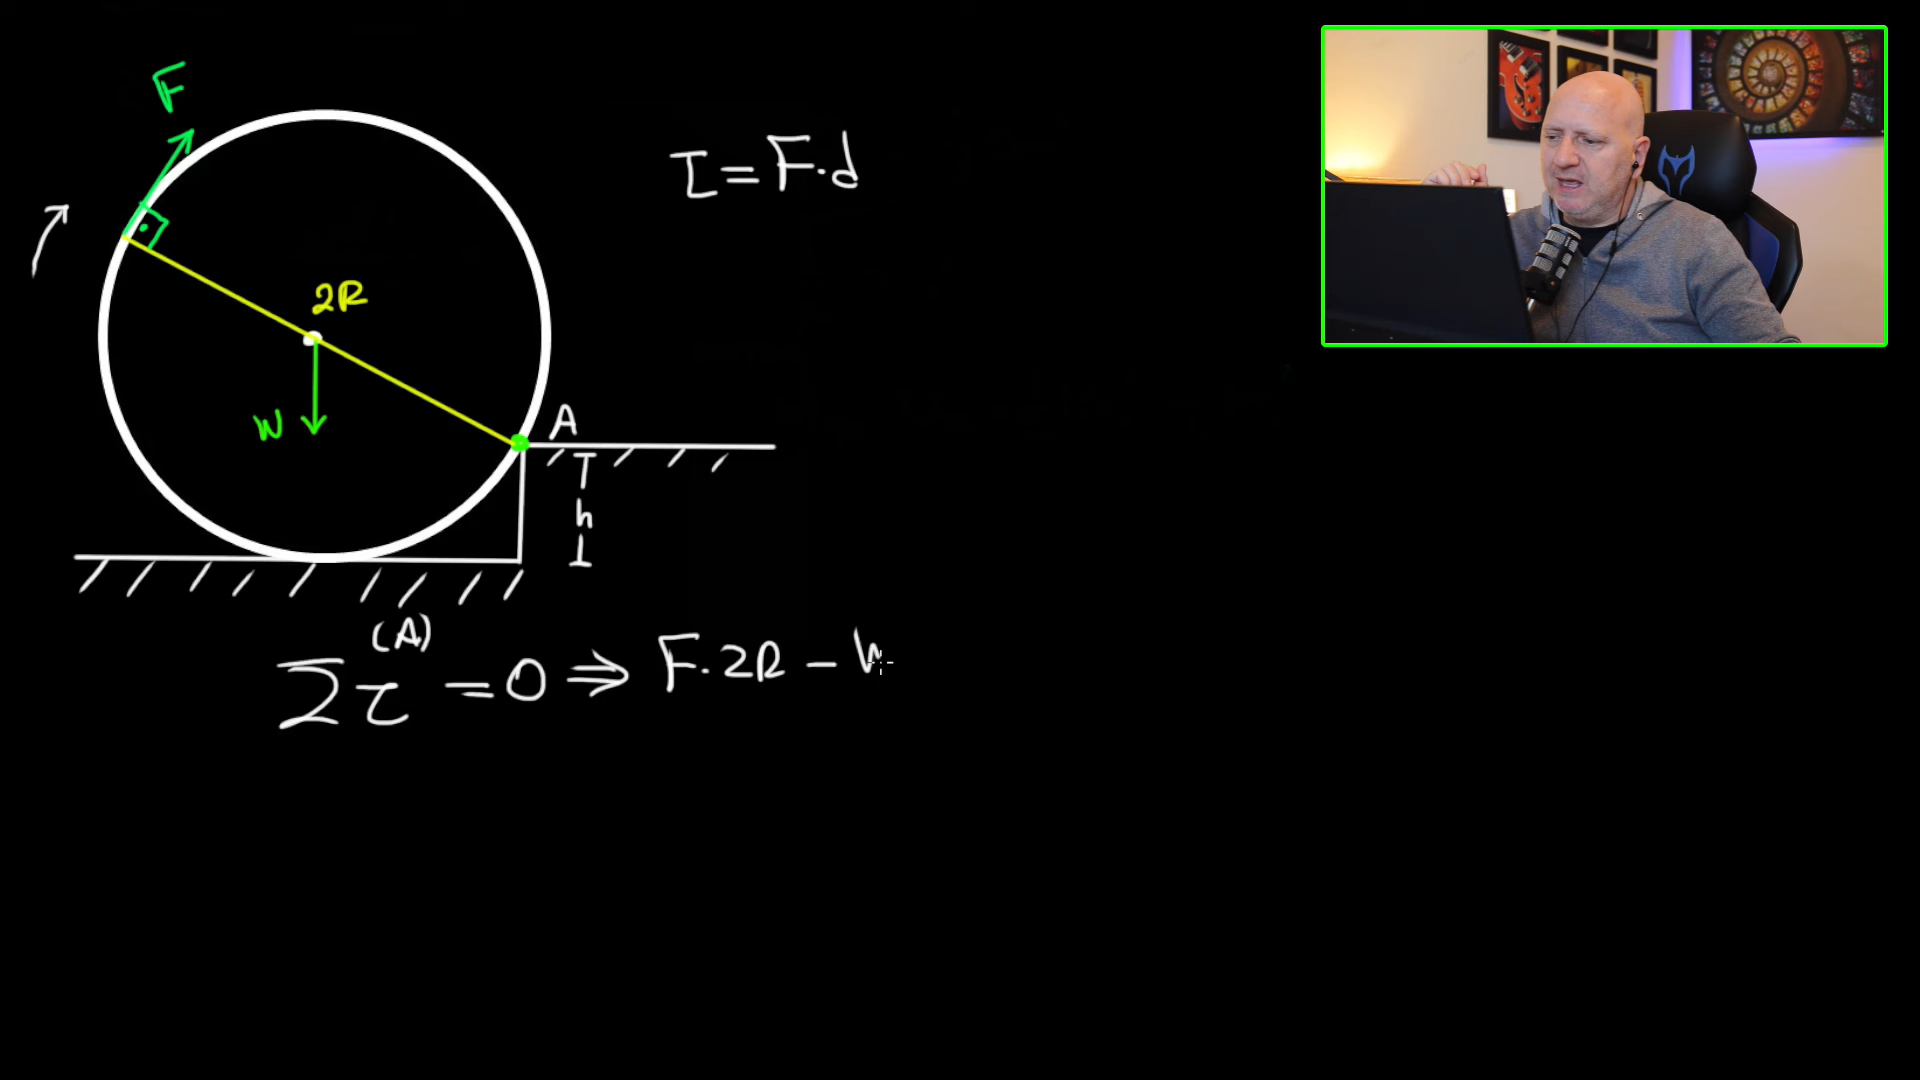 F
τ = F·d
2R
W
A
h
Στ^(A) = 0 ⇒ F·2R - W